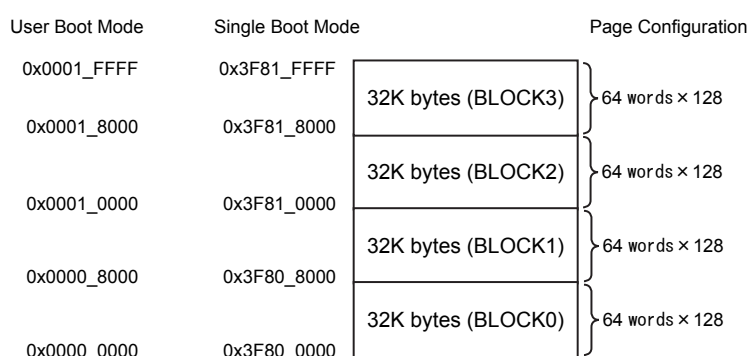 User Boot Mode Single Boot Mode Page Configuration
0x0001_FFFF 0x3F81_FFFF
32K bytes (BLOCK3) 64 words×128
0x0001_8000 0x3F81_8000
32K bytes (BLOCK2) 64 words×128
0x0001_0000 0x3F81_0000
32K bytes (BLOCK1) 64 words×128
0x0000_8000 0x3F80_8000
32K bytes (BLOCK0) 64 words×128
0x0000_0000 0x3F80_0000